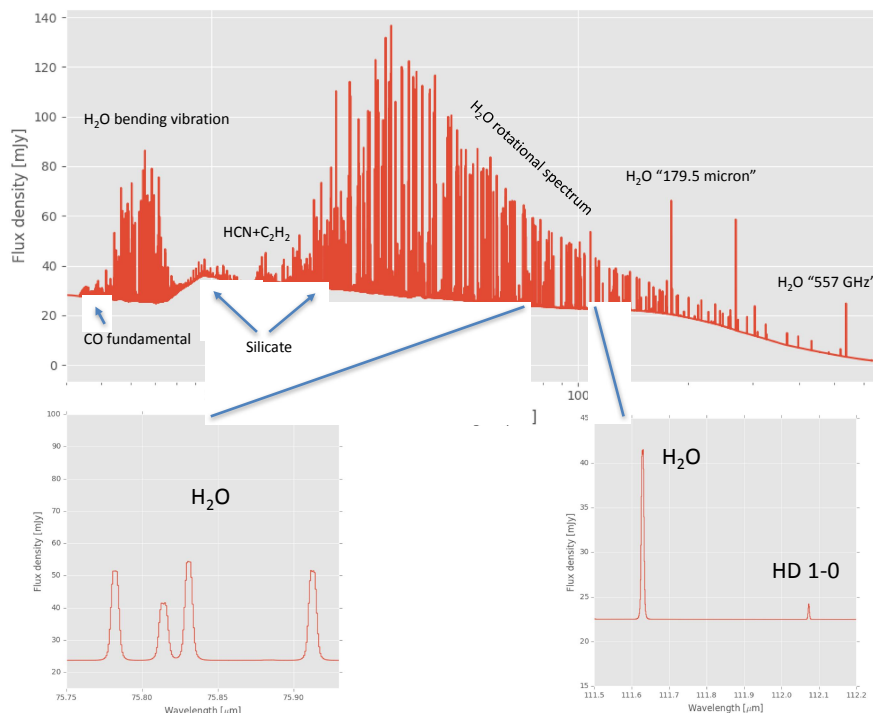 140
120
100
80
60
40
20
0
Flux density [mJy]
H₂O bending vibration
HCN+C₂H₂
H₂O rotational spectrum
H₂O “179.5 micron”
H₂O “557 GHz”
CO fundamental
Silicate
100
]
100
90
80
70
60
50
40
30
20
Flux density [mJy]
H₂O
75.75
75.80
75.85
75.90
Wavelength [μm]
45
40
35
30
25
20
15
Flux density [mJy]
H₂O
HD 1-0
111.5
111.6
111.7
111.8
111.9
112.0
112.1
112.2
Wavelength [μm]